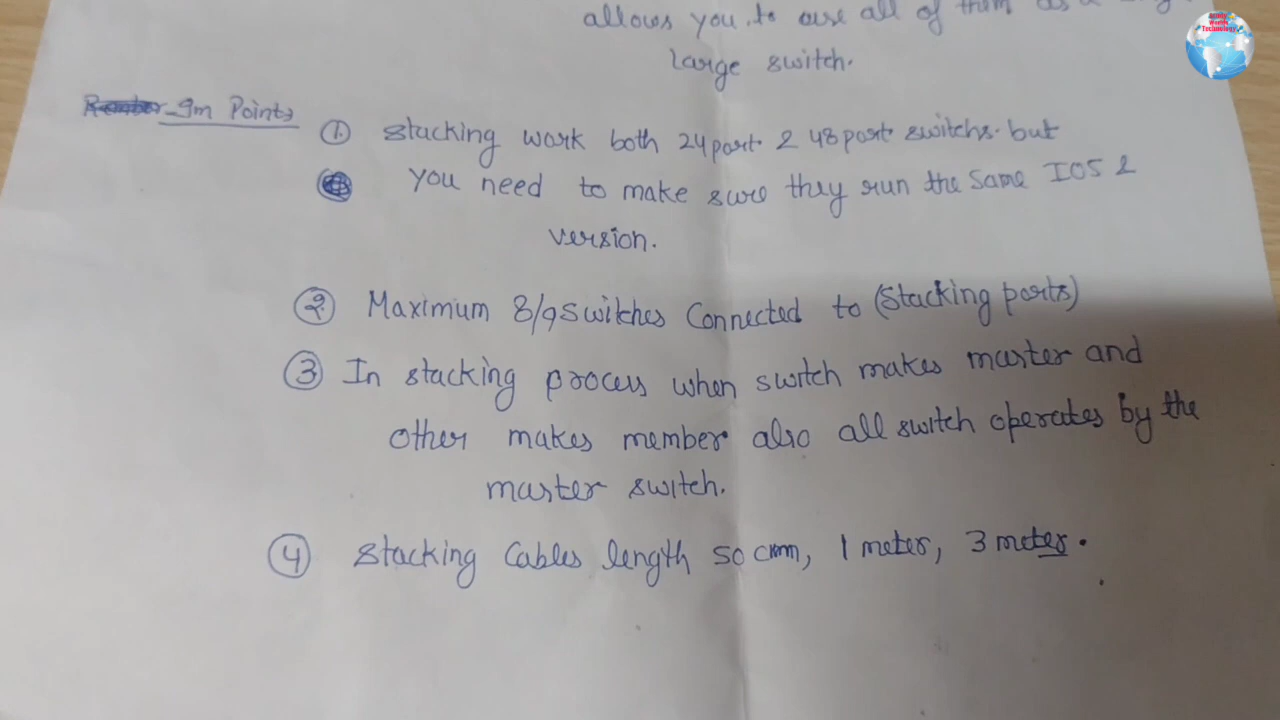 allows you to use all of them as a
large switch.
Im Points
① Stacking work both 24 port & 48 port switchs. but
you need to make sure they run the same IOS &
version.
② Maximum 8/9 switches connected to (Stacking ports)
③ In stacking process when switch makes master and
other makes member also all switch operates by the
master switch.
④ Stacking Cables length 50 cmm, 1 meter, 3 meter.
World
Technology